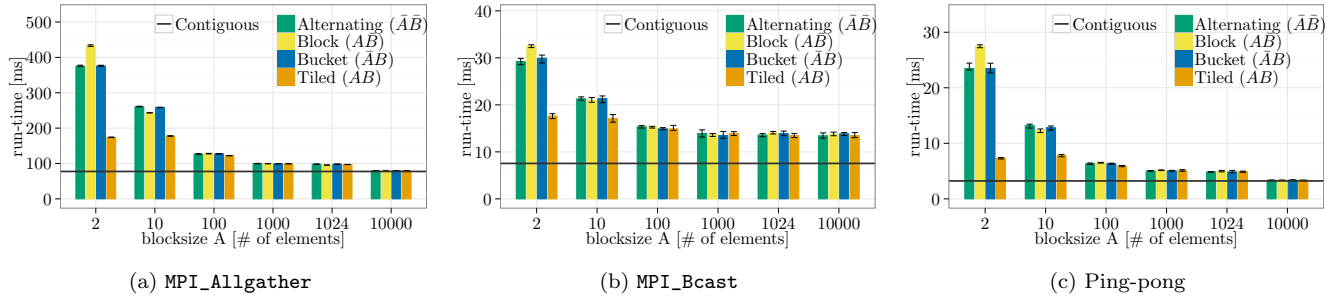 run-time [ms]
500
400
300
200
100
0
Contiguous
Alternating (ĀB̄)
Block (AB̄)
Bucket (ĀB)
Tiled (AB)
2 10 100 1000 1024 10000
blocksize A [# of elements]
(a) MPI_Allgather
run-time [ms]
40
30
20
10
0
Contiguous
Alternating (ĀB̄)
Block (AB̄)
Bucket (ĀB)
Tiled (AB)
2 10 100 1000 1024 10000
blocksize A [# of elements]
(b) MPI_Bcast
run-time [ms]
30
20
10
0
Contiguous
Alternating (ĀB̄)
Block (AB̄)
Bucket (ĀB)
Tiled (AB)
2 10 100 1000 1024 10000
blocksize A [# of elements]
(c) Ping-pong